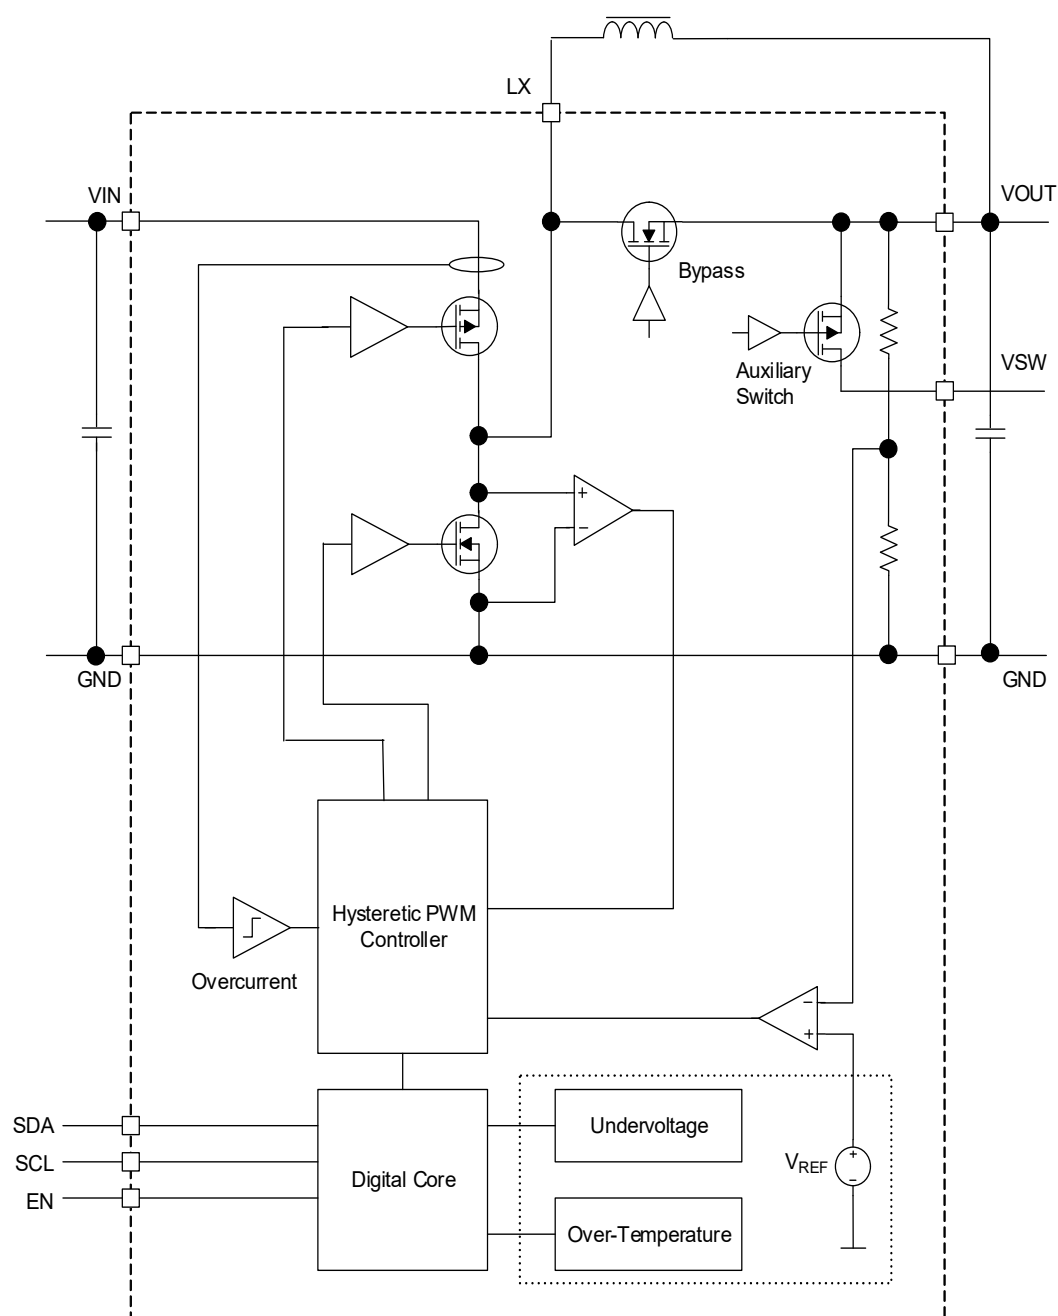 LX
VIN
VOUT
Bypass
Auxiliary
Switch
VSW
+
−
GND
GND
Hysteretic PWM
Controller
Overcurrent
−
+
SDA
SCL
EN
Digital Core
Undervoltage
VREF
+
−
Over-Temperature